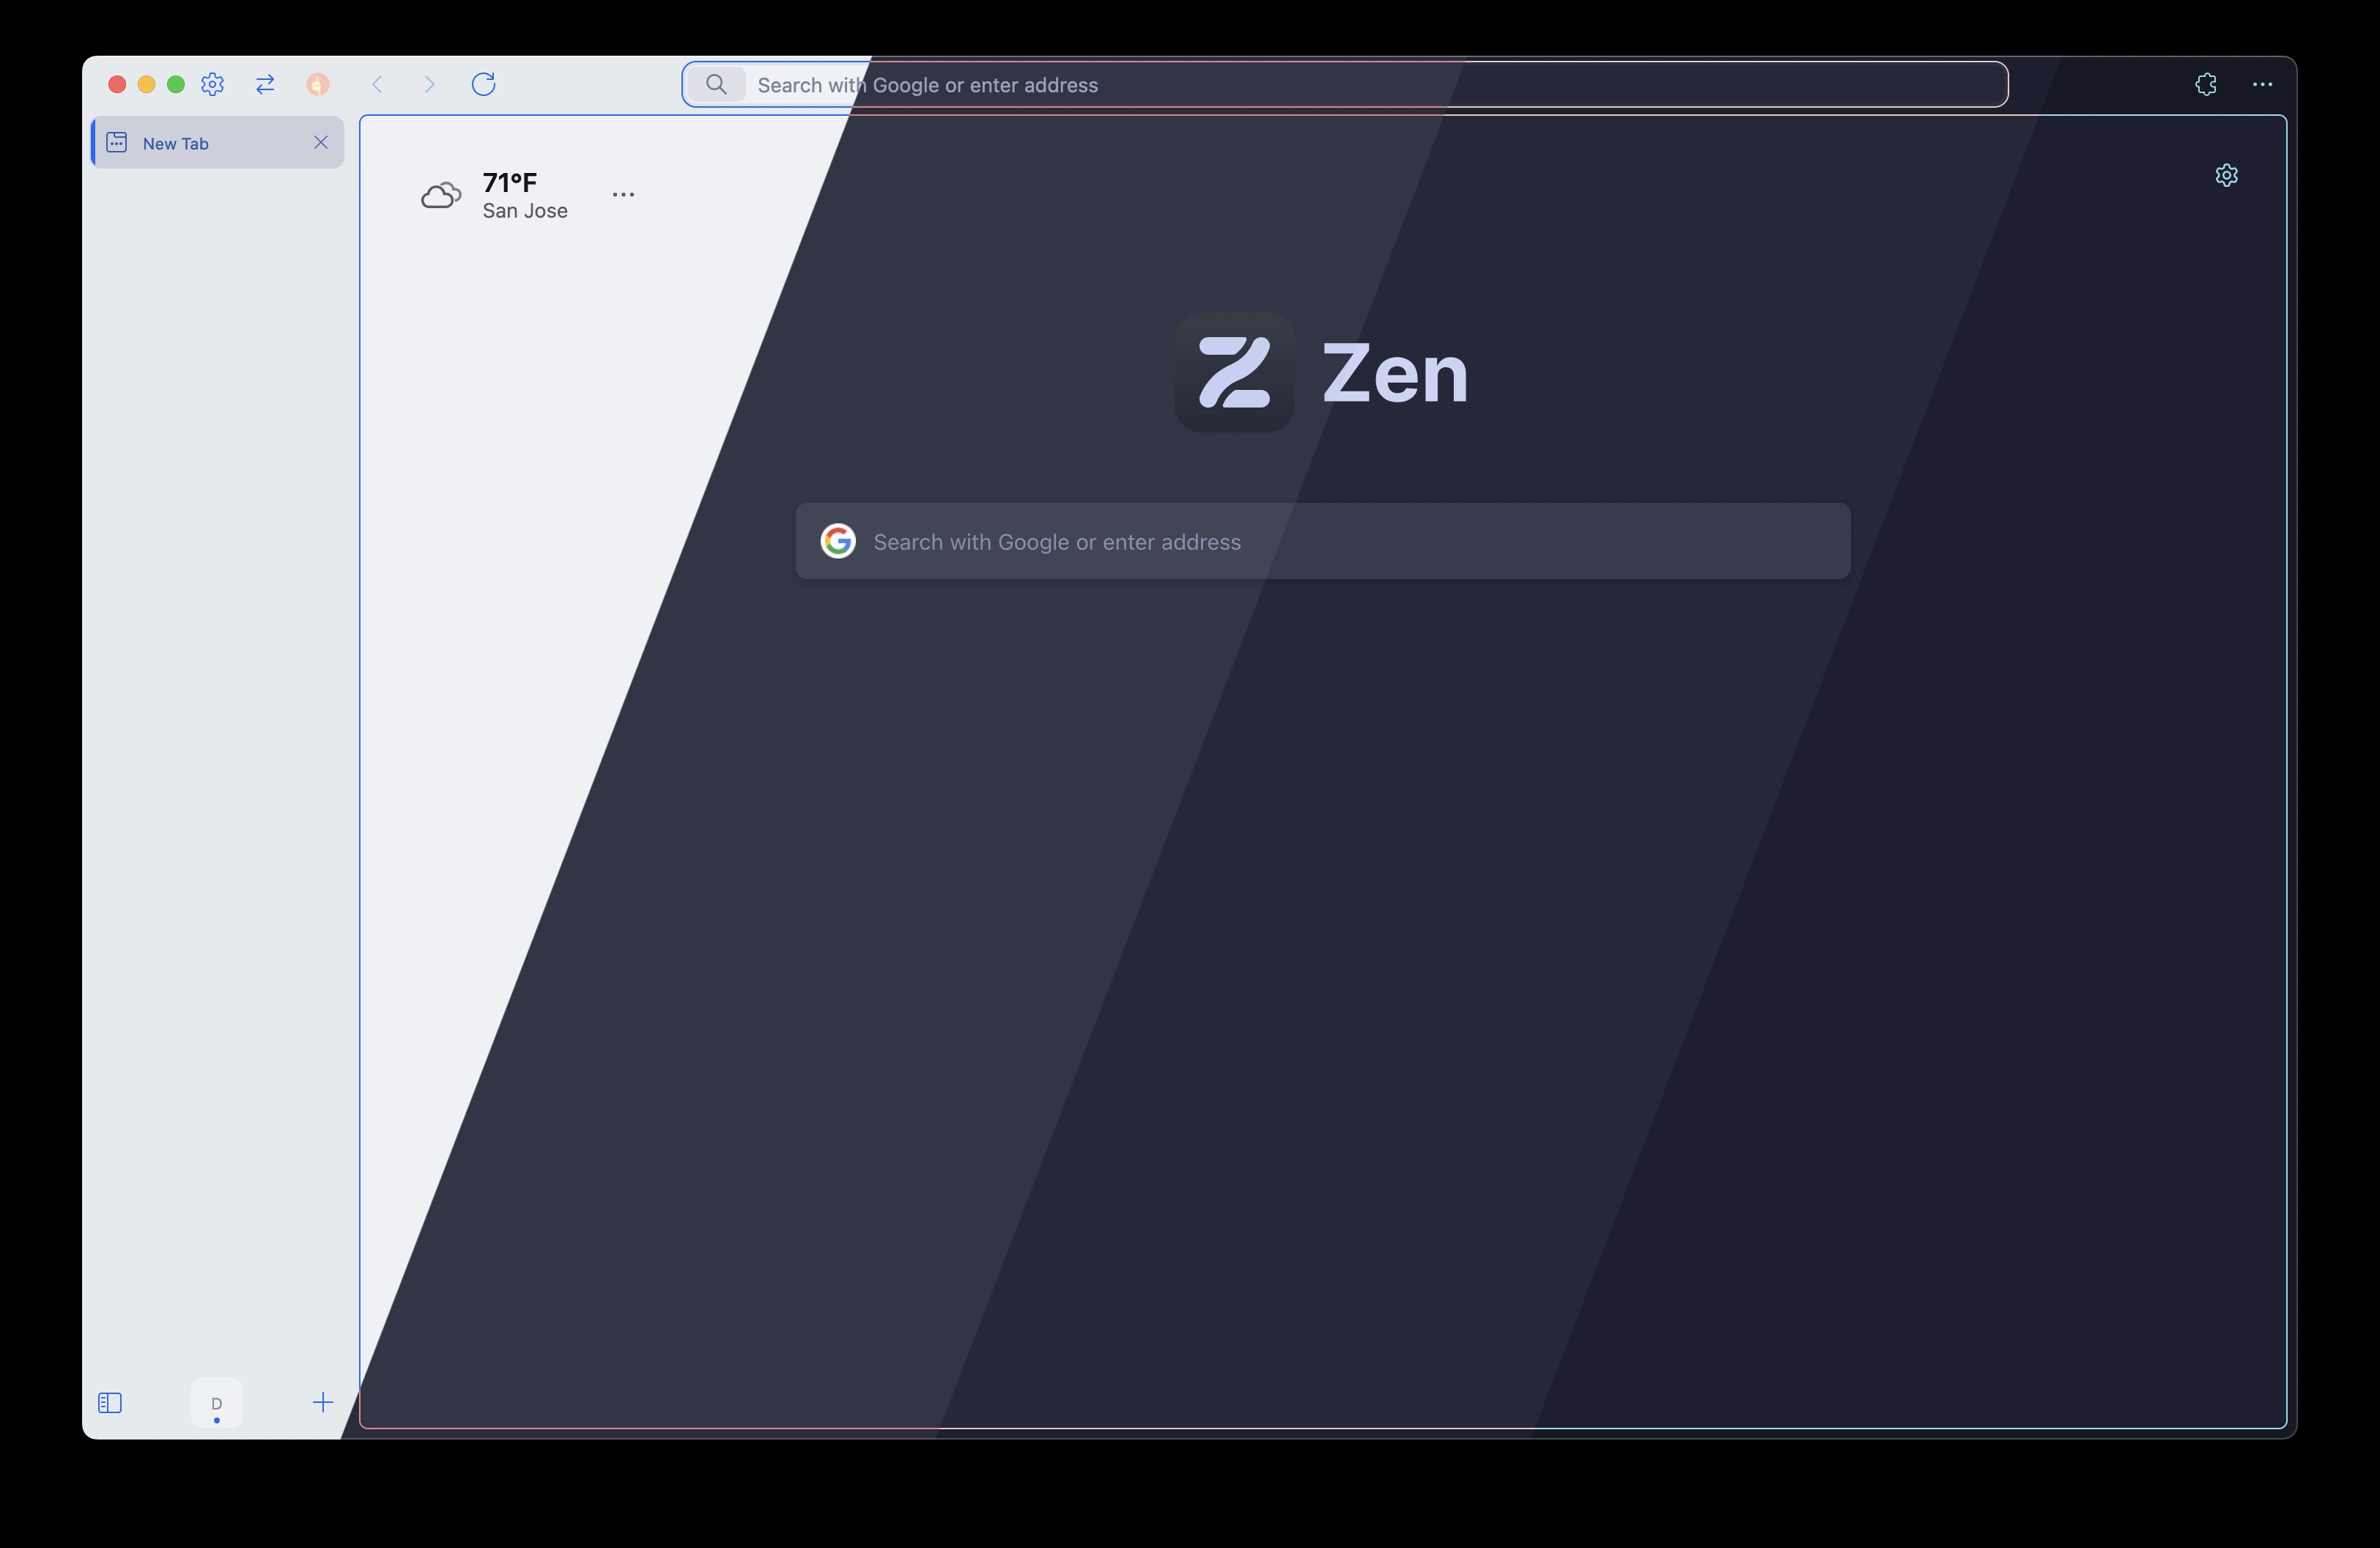 Search with Google or enter address
New Tab
71°F
San Jose
Zen
Search with Google or enter address
D